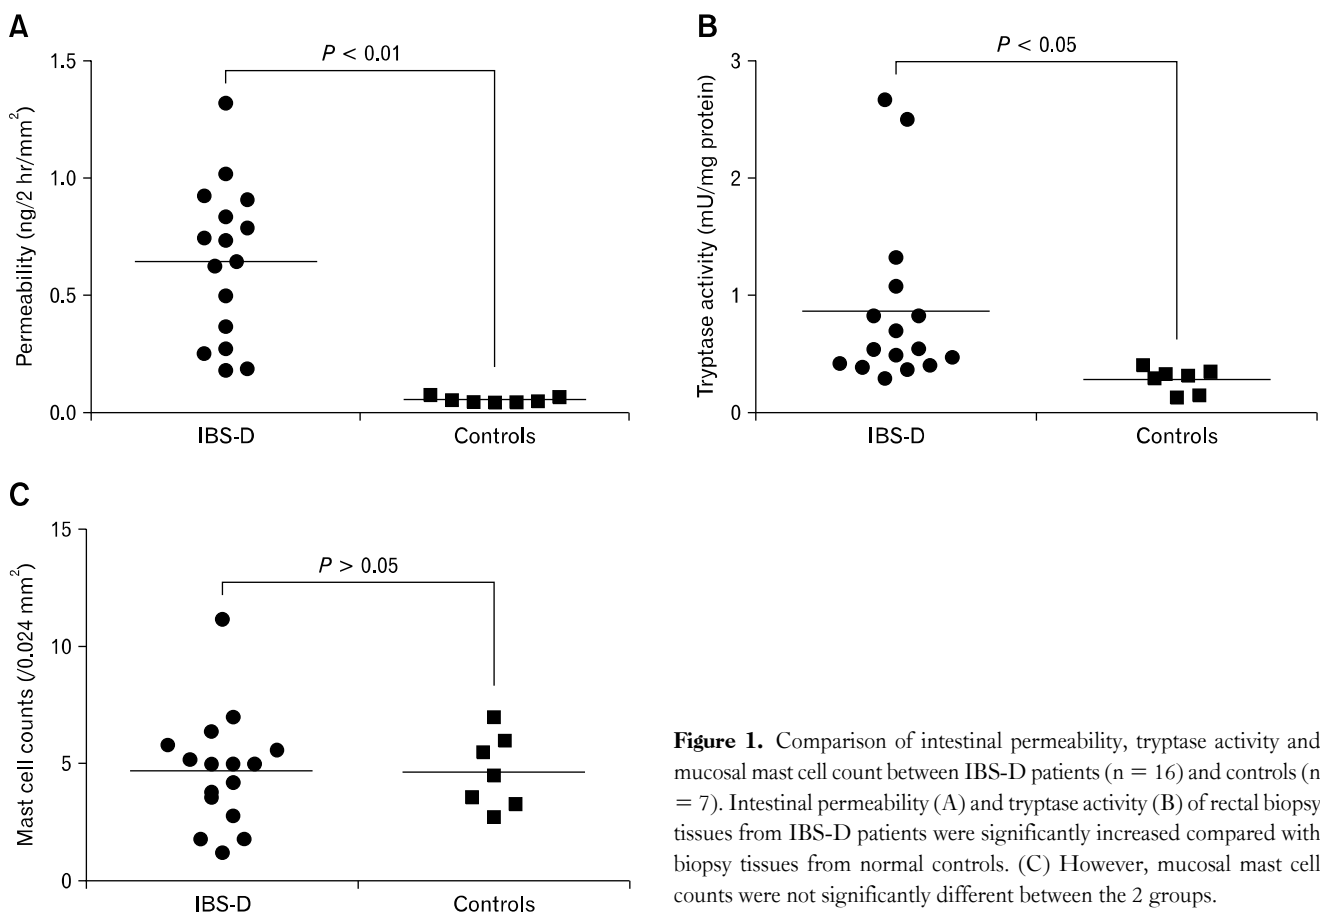 A
P < 0.01
1.5
1.0
0.5
0.0
Permeability (ng/2 hr/mm²)
IBS-D
Controls
B
P < 0.05
3
2
1
0
Tryptase activity (mU/mg protein)
IBS-D
Controls
C
P > 0.05
15
10
5
0
Mast cell counts (/0.024 mm²)
IBS-D
Controls
Figure 1. Comparison of intestinal permeability, tryptase activity and
mucosal mast cell count between IBS-D patients (n = 16) and controls (n
= 7). Intestinal permeability (A) and tryptase activity (B) of rectal biopsy
tissues from IBS-D patients were significantly increased compared with
biopsy tissues from normal controls. (C) However, mucosal mast cell
counts were not significantly different between the 2 groups.